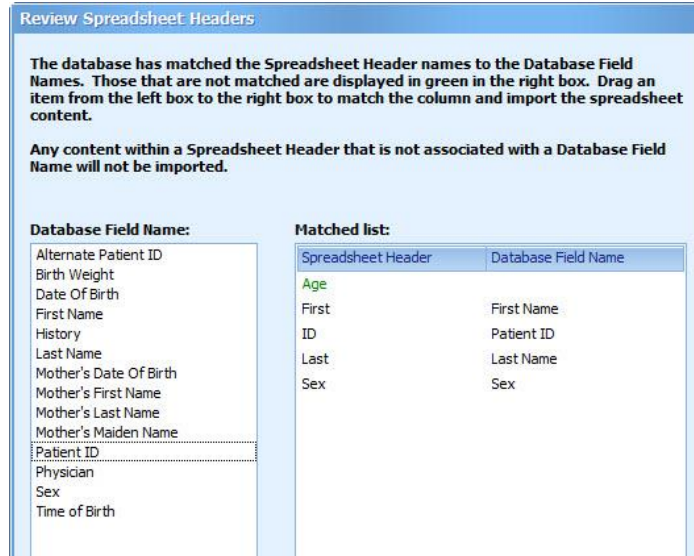 Review Spreadsheet Headers
The database has matched the Spreadsheet Header names to the Database Field
Names. Those that are not matched are displayed in green in the right box. Drag an
item from the left box to the right box to match the column and import the spreadsheet
content.
Any content within a Spreadsheet Header that is not associated with a Database Field
Name will not be imported.
Database Field Name:
Alternate Patient ID
Birth Weight
Date Of Birth
First Name
History
Last Name
Mother's Date Of Birth
Mother's First Name
Mother's Last Name
Mother's Maiden Name
Patient ID
Physician
Sex
Time of Birth
Matched list:
Spreadsheet Header Database Field Name
Age
First First Name
ID Patient ID
Last Last Name
Sex Sex